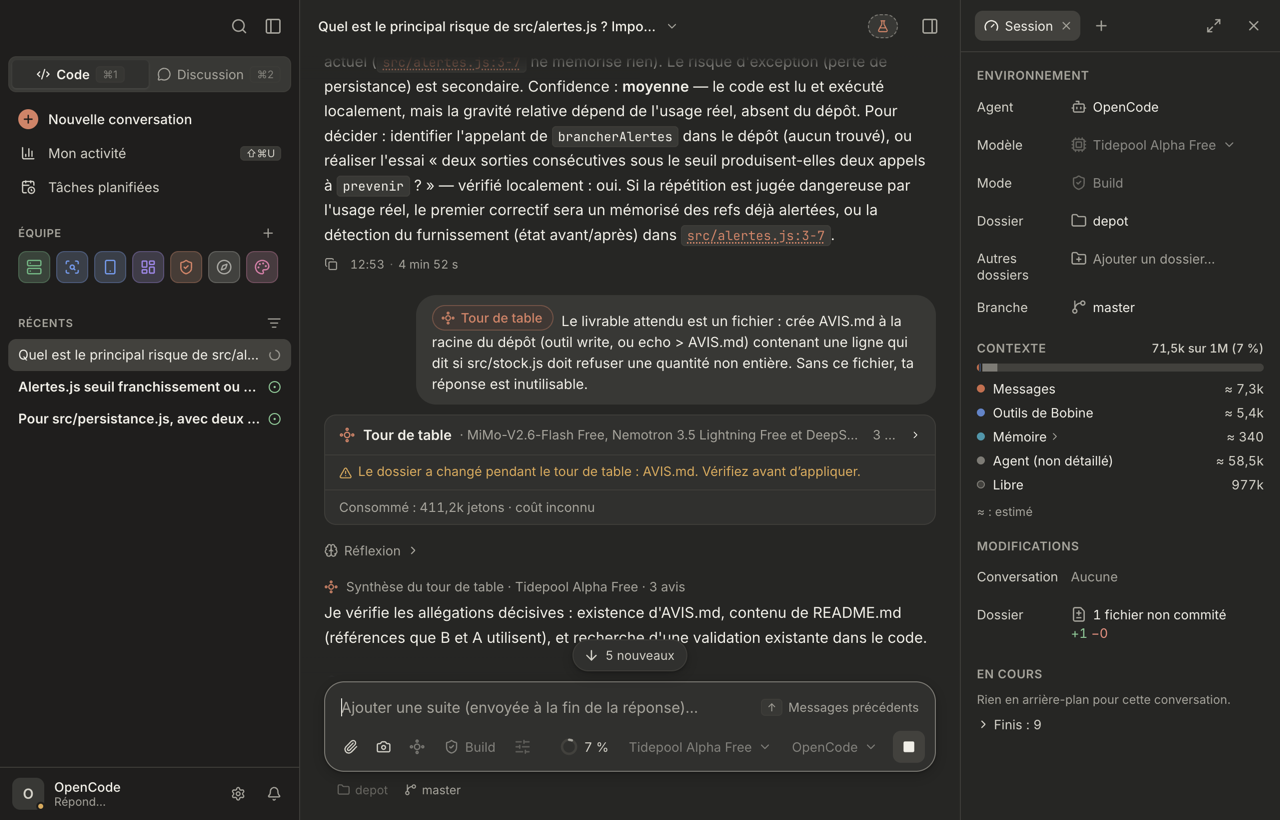 Code ⌘1
Discussion ⌘2
Nouvelle conversation
Mon activité ⇧⌘U
Tâches planifiées
ÉQUIPE
RÉCENTS
Quel est le principal risque de src/al...
Alertes.js seuil franchissement ou ...
Pour src/persistance.js, avec deux ...
O
OpenCode
Répond...
Quel est le principal risque de src/alertes.js ? Impo...
actuel ( src/alertes.js:3-7 ne mémorise rien). Le risque d'exception (perte de
persistance) est secondaire. Confidence : moyenne — le code est lu et exécuté
localement, mais la gravité relative dépend de l'usage réel, absent du dépôt. Pour
décider : identifier l'appelant de brancherAlertes dans le dépôt (aucun trouvé), ou
réaliser l'essai « deux sorties consécutives sous le seuil produisent-elles deux appels
à prevenir ? » — vérifié localement : oui. Si la répétition est jugée dangereuse par
l'usage réel, le premier correctif sera un mémorisé des refs déjà alertées, ou la
détection du furnissement (état avant/après) dans src/alertes.js:3-7 .
12:53 · 4 min 52 s
Tour de table Le livrable attendu est un fichier : crée AVIS.md à la
racine du dépôt (outil write, ou echo > AVIS.md) contenant une ligne qui
dit si src/stock.js doit refuser une quantité non entière. Sans ce fichier, ta
réponse est inutilisable.
Tour de table · MiMo-V2.6-Flash Free, Nemotron 3.5 Lightning Free et DeepS... 3 ...
Le dossier a changé pendant le tour de table : AVIS.md. Vérifiez avant d’appliquer.
Consommé : 411,2k jetons · coût inconnu
Réflexion
Synthèse du tour de table · Tidepool Alpha Free · 3 avis
Je vérifie les allégations décisives : existence d'AVIS.md, contenu de README.md
(références que B et A utilisent), et recherche d'une validation existante dans le code.
5 nouveaux
Ajouter une suite (envoyée à la fin de la réponse)... Messages précédents
Build 7 % Tidepool Alpha Free OpenCode
depot master
Session
ENVIRONNEMENT
Agent OpenCode
Modèle Tidepool Alpha Free
Mode Build
Dossier depot
Autres dossiers Ajouter un dossier...
Branche master
CONTEXTE 71,5k sur 1M (7 %)
Messages ≈ 7,3k
Outils de Bobine ≈ 5,4k
Mémoire ≈ 340
Agent (non détaillé) ≈ 58,5k
Libre 977k
≈ : estimé
MODIFICATIONS
Conversation Aucune
Dossier 1 fichier non commité
+1 −0
EN COURS
Rien en arrière-plan pour cette conversation.
Finis : 9